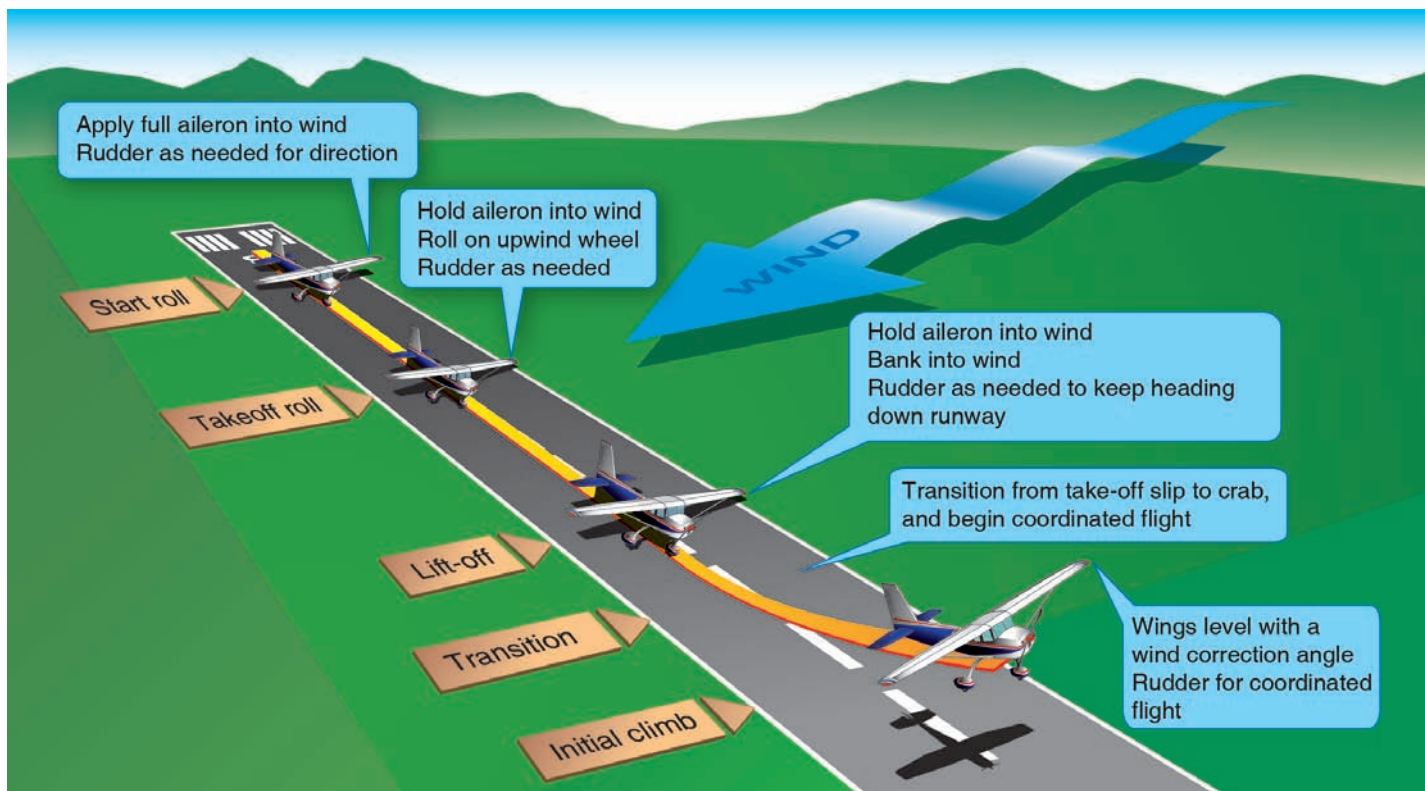 Apply full aileron into wind
Rudder as needed for direction
Hold aileron into wind
Roll on upwind wheel
Rudder as needed
WIND
Start roll
Hold aileron into wind
Bank into wind
Rudder as needed to keep heading
down runway
Takeoff roll
Transition from take-off slip to crab,
and begin coordinated flight
Lift-off
Wings level with a
wind correction angle
Rudder for coordinated
flight
Transition
Initial climb